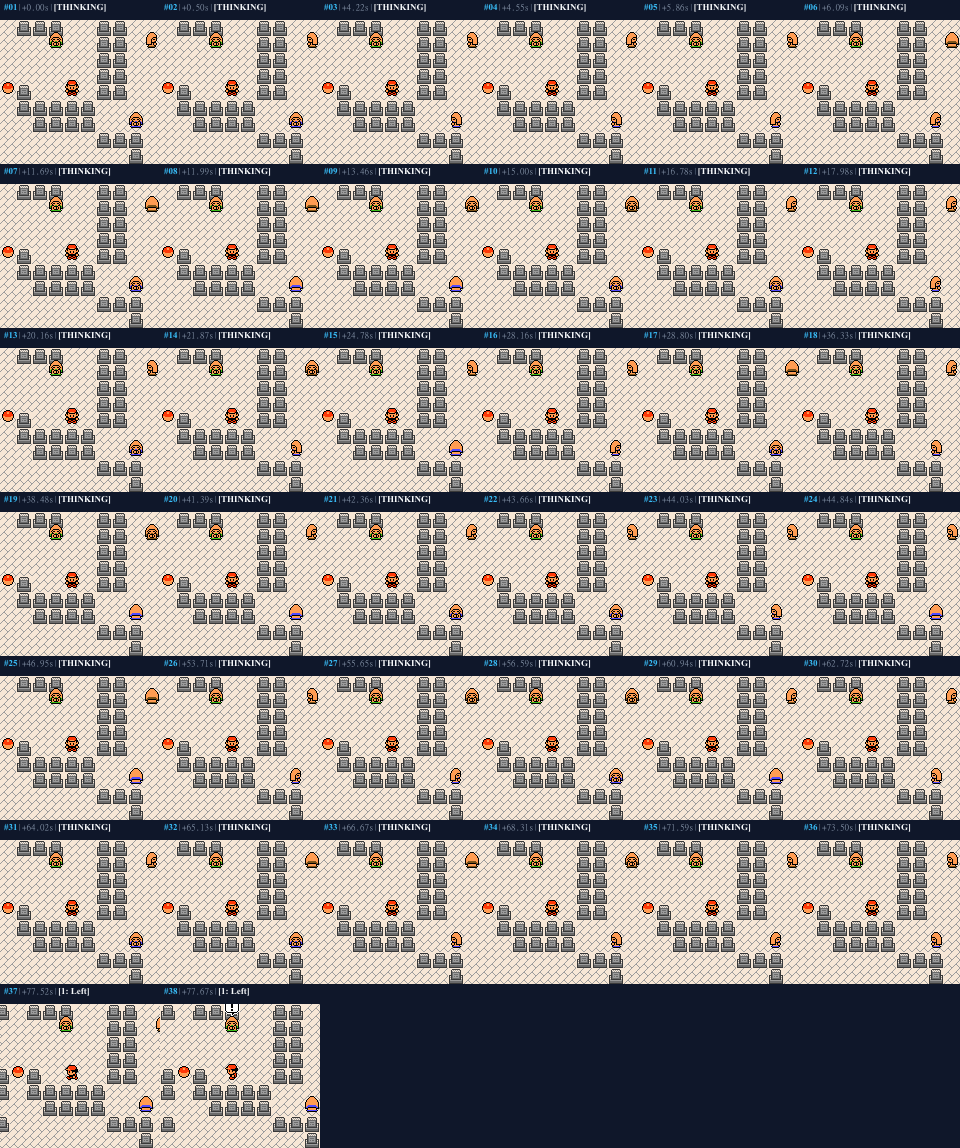 #01|+0.00s| [THINKING]
#02|+0.50s| [THINKING]
#03|+4.22s| [THINKING]
#04|+4.55s| [THINKING]
#05|+5.86s| [THINKING]
#06|+6.09s| [THINKING]
#07|+11.69s| [THINKING]
#08|+11.99s| [THINKING]
#09|+13.46s| [THINKING]
#10|+15.00s| [THINKING]
#11|+16.78s| [THINKING]
#12|+17.98s| [THINKING]
#13|+20.16s| [THINKING]
#14|+21.87s| [THINKING]
#15|+24.78s| [THINKING]
#16|+28.16s| [THINKING]
#17|+28.80s| [THINKING]
#18|+36.33s| [THINKING]
#19|+38.48s| [THINKING]
#20|+41.39s| [THINKING]
#21|+42.36s| [THINKING]
#22|+43.66s| [THINKING]
#23|+44.03s| [THINKING]
#24|+44.84s| [THINKING]
#25|+46.95s| [THINKING]
#26|+53.71s| [THINKING]
#27|+55.65s| [THINKING]
#28|+56.59s| [THINKING]
#29|+60.94s| [THINKING]
#30|+62.72s| [THINKING]
#31|+64.02s| [THINKING]
#32|+65.13s| [THINKING]
#33|+66.67s| [THINKING]
#34|+68.31s| [THINKING]
#35|+71.59s| [THINKING]
#36|+73.50s| [THINKING]
#37|+77.52s| [1: Left]
#38|+77.67s| [1: Left]
!